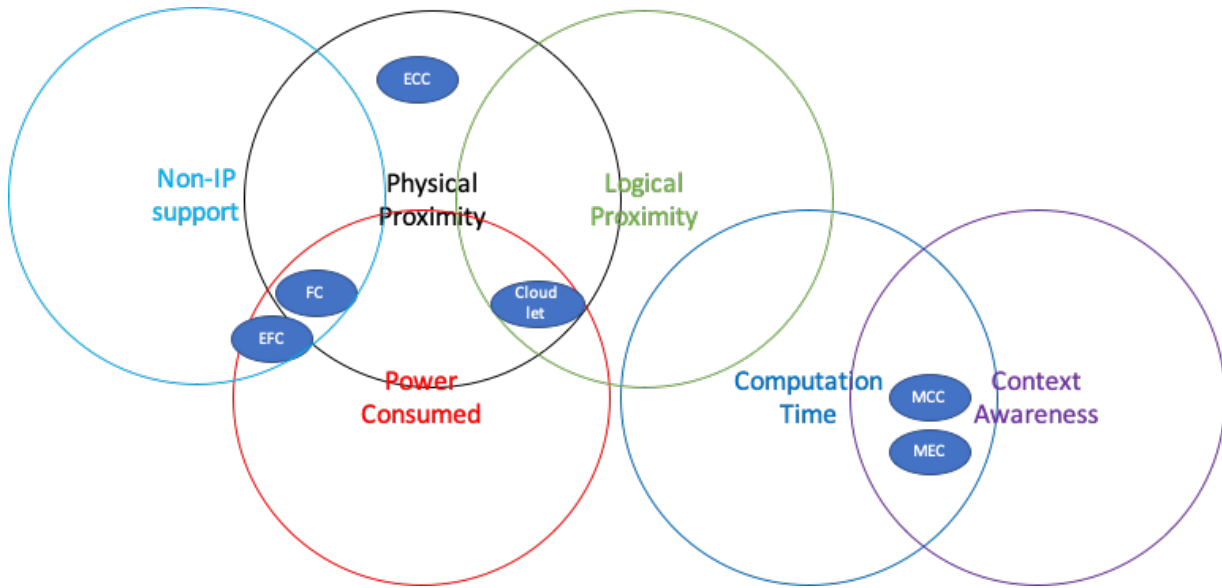 ECC
Non-IP
support
Physical
Proximity
Logical
Proximity
FC
Cloud
let
EFC
Power
Consumed
Computation
Time
MCC
Context
Awareness
MEC